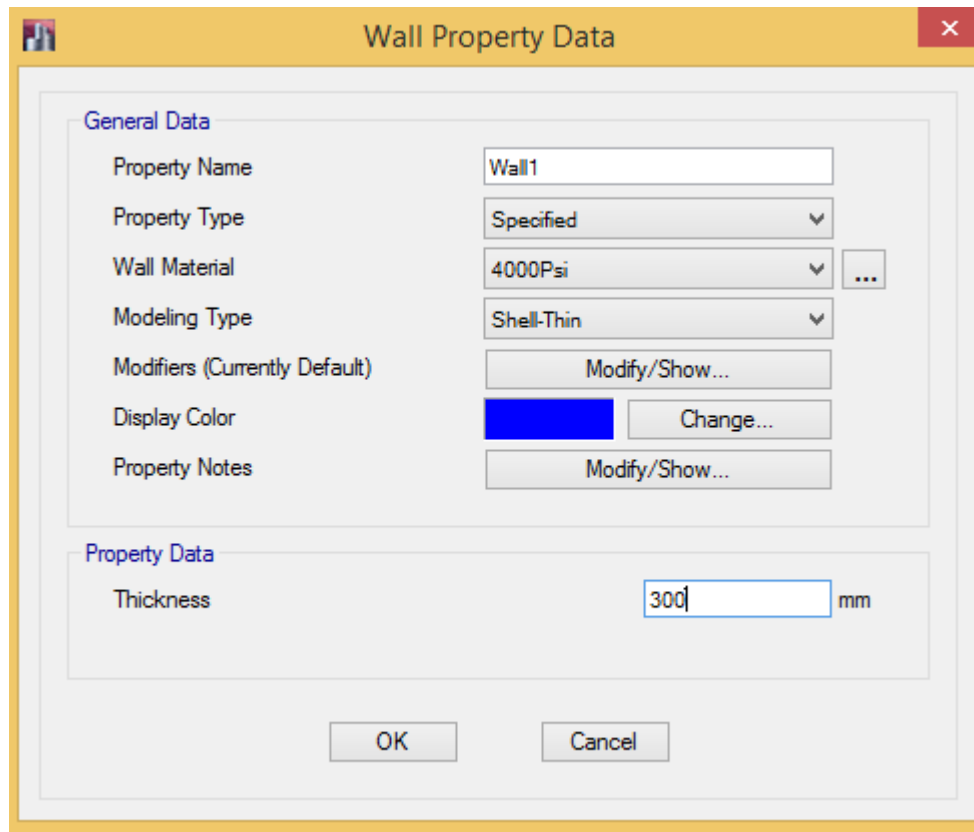 Wall Property Data
General Data
Property Name Wall1
Property Type Specified
Wall Material 4000Psi ...
Modeling Type Shell-Thin
Modifiers (Currently Default) Modify/Show...
Display Color Change...
Property Notes Modify/Show...
Property Data
Thickness 300 mm
OK Cancel